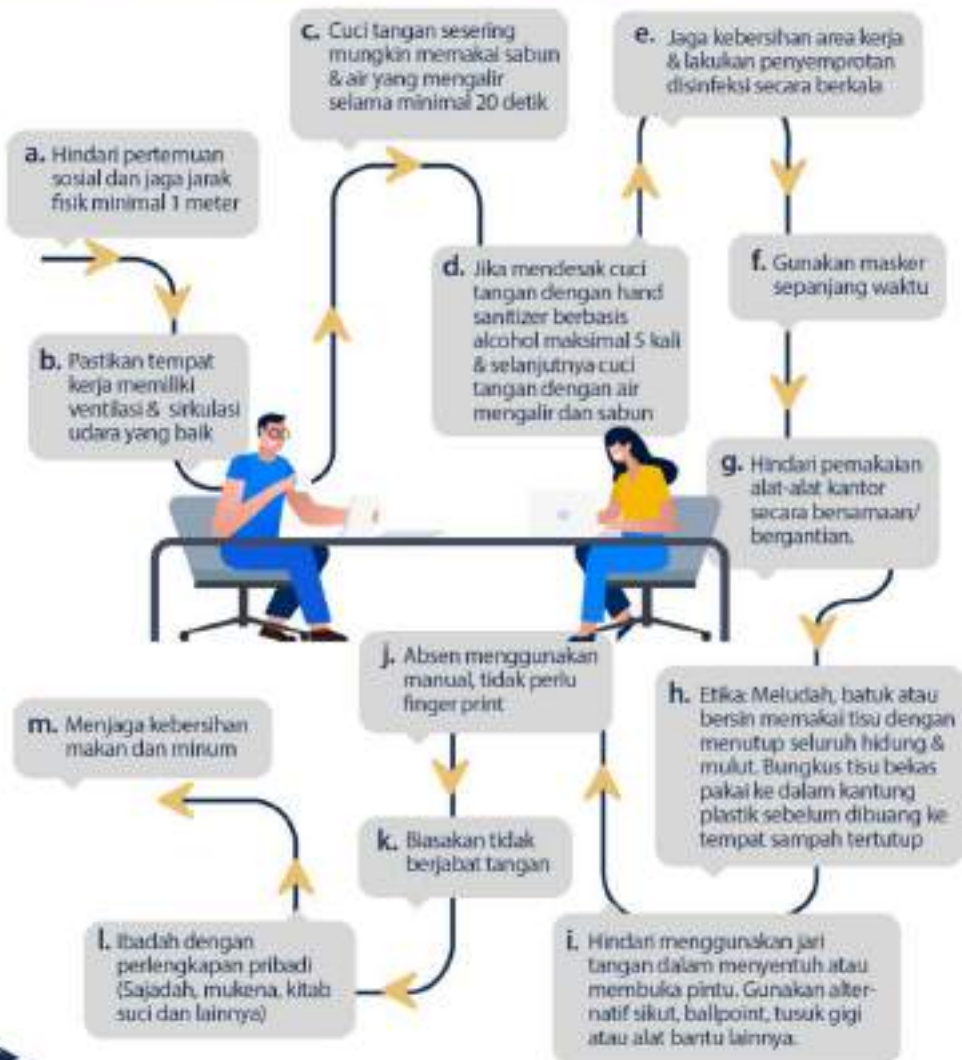 a. Hindari pertemuan
sosial dan jaga jarak
fisik minimal 1 meter
b. Pastikan tempat
kerja memiliki
ventilasi & sirkulasi
udara yang baik
c. Cuci tangan sesering
mungkin memakai sabun
& air yang mengalir
selama minimal 20 detik
d. Jika mendesak cuci
tangan dengan hand
sanitizer berbasis
alcohol maksimal 5 kali
& selanjutnya cuci
tangan dengan air
mengalir dan sabun
e. Jaga kebersihan area kerja
& lakukan penyemprotan
disinfeksi secara berkala
f. Gunakan masker
sepanjang waktu
g. Hindari pemakaian
alat-alat kantor
secara bersamaan/
bergantian.
h. Etika: Meludah, batuk atau
bersin memakai tisu dengan
menutup seluruh hidung &
mulut. Bungkus tisu bekas
pakai ke dalam kantung
plastik sebelum dibuang ke
tempat sampah tertutup
i. Hindari menggunakan jari
tangan dalam menyentuh atau
membuka pintu. Gunakan alter-
natif sikut, ballpoint, tusuk gigi
atau alat bantu lainnya.
j. Absen menggunakan
manual, tidak perlu
finger print
k. Biasakan tidak
berjabat tangan
l. Ibadah dengan
perlengkapan pribadi
(Sajadah, mukena, kitab
suci dan lainnya)
m. Menjaga kebersihan
makan dan minum